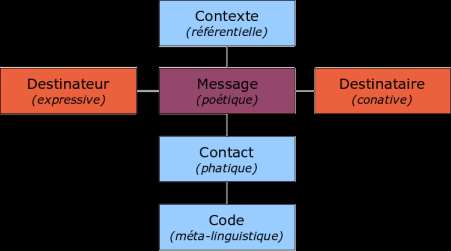 Contexte
(référentielle)
Destinateur
(expressive)
Message
(poétique)
Destinataire
(conative)
Contact
(phatique)
Code
(méta-linguistique)